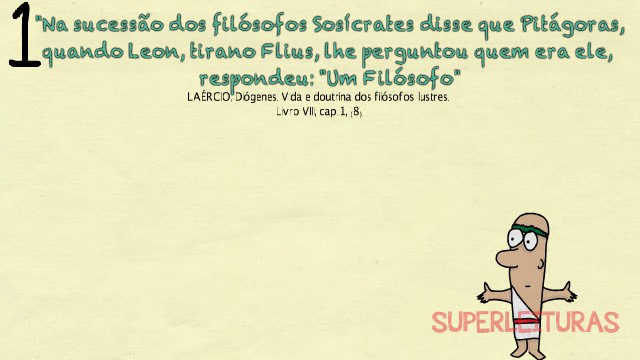 1
"Na sucessão dos filósofos Sosícrates disse que Pitágoras,
quando Leon, tirano Flius, lhe perguntou quem era ele,
respondeu: "Um Filósofo"
LAÉRCIO, Diógenes. Vida e doutrina dos filósofos Ilustres.
Livro VII, cap. 1, (8)
SUPERLEITURAS